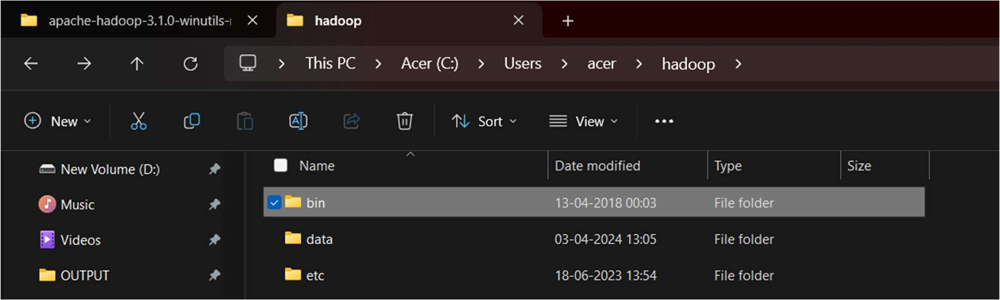 apache-hadoop-3.1.0-winutils- hadoop
This PC Acer (C:) Users acer hadoop
New Sort View
Name Date modified Type Size
New Volume (D:)
Music
Videos
OUTPUT
bin 13-04-2018 00:03 File folder
data 03-04-2024 13:05 File folder
etc 18-06-2023 13:54 File folder